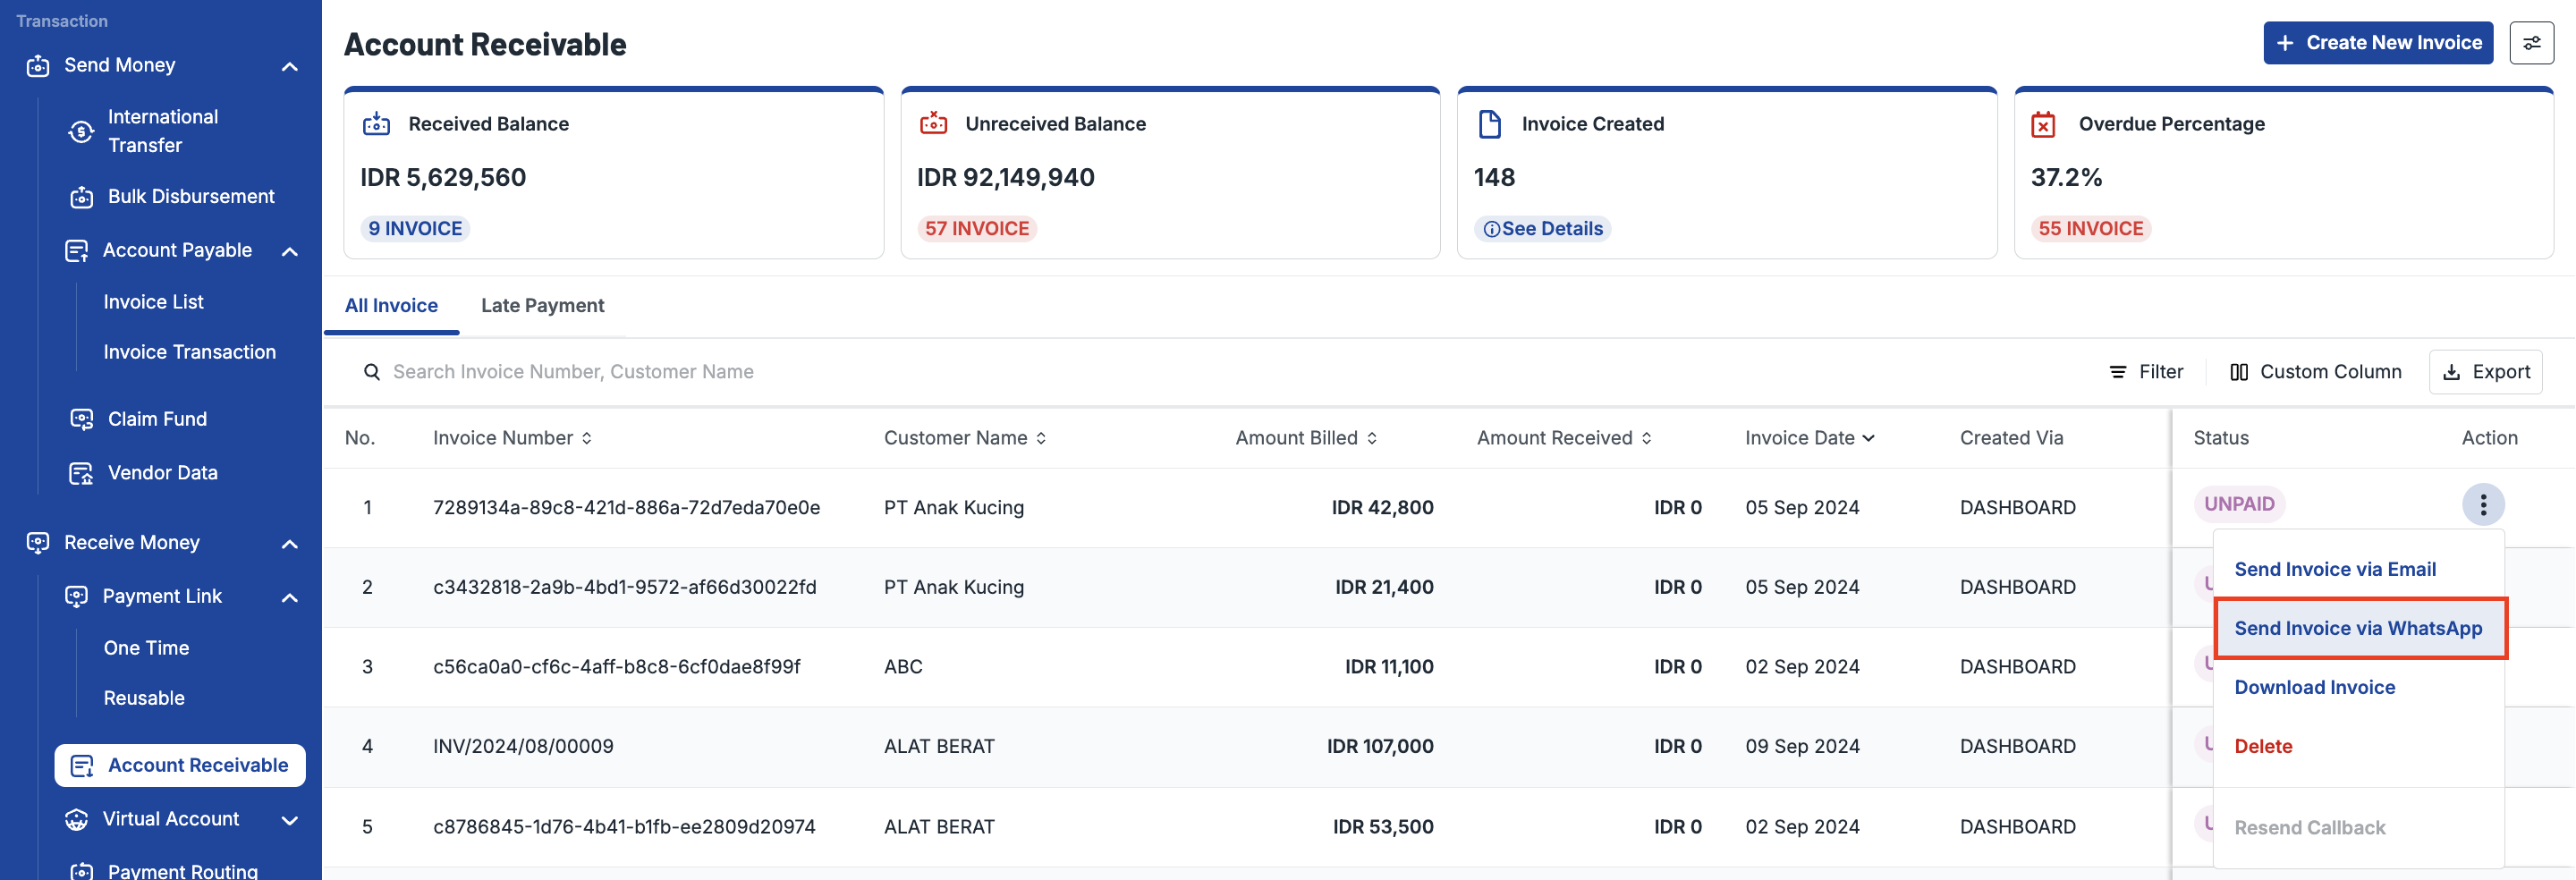 Transaction
Send Money
International
Transfer
Bulk Disbursement
Account Payable
Invoice List
Invoice Transaction
Claim Fund
Vendor Data
Receive Money
Payment Link
One Time
Reusable
Account Receivable
Virtual Account
Payment Routing
Account Receivable
Create New Invoice
Received Balance
IDR 5,629,560
9 INVOICE
Unreceived Balance
IDR 92,149,940
57 INVOICE
Invoice Created
148
See Details
Overdue Percentage
37.2%
55 INVOICE
All Invoice Late Payment
Search Invoice Number, Customer Name
Filter Custom Column Export
No. Invoice Number Customer Name Amount Billed Amount Received Invoice Date Created Via Status Action
1 7289134a-89c8-421d-886a-72d7eda70e0e PT Anak Kucing IDR 42,800 IDR 0 05 Sep 2024 DASHBOARD UNPAID
2 c3432818-2a9b-4bd1-9572-af66d30022fd PT Anak Kucing IDR 21,400 IDR 0 05 Sep 2024 DASHBOARD
3 c56ca0a0-cf6c-4aff-b8c8-6cf0dae8f99f ABC IDR 11,100 IDR 0 02 Sep 2024 DASHBOARD
4 INV/2024/08/00009 ALAT BERAT IDR 107,000 IDR 0 09 Sep 2024 DASHBOARD
5 c8786845-1d76-4b41-b1fb-ee2809d20974 ALAT BERAT IDR 53,500 IDR 0 02 Sep 2024 DASHBOARD
Send Invoice via Email
Send Invoice via WhatsApp
Download Invoice
Delete
Resend Callback